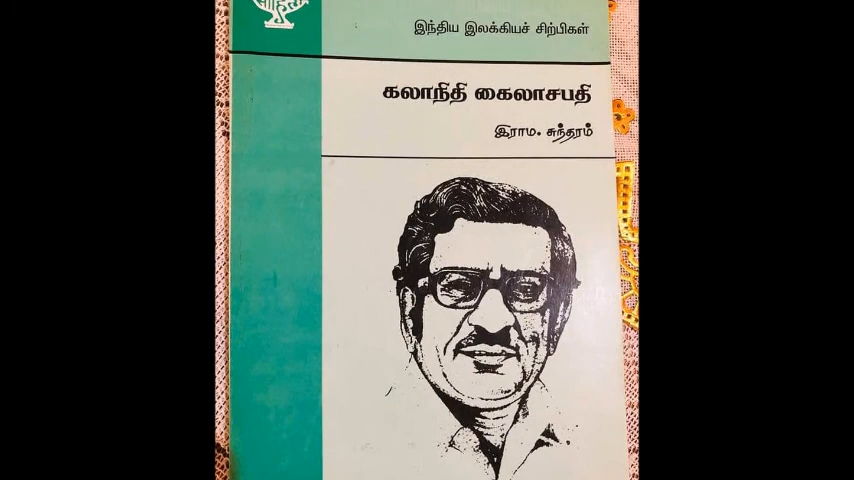 இந்திய இலக்கியச் சிற்பிகள்
கலாநிதி கைலாசபதி
இராம. சுந்தரம்